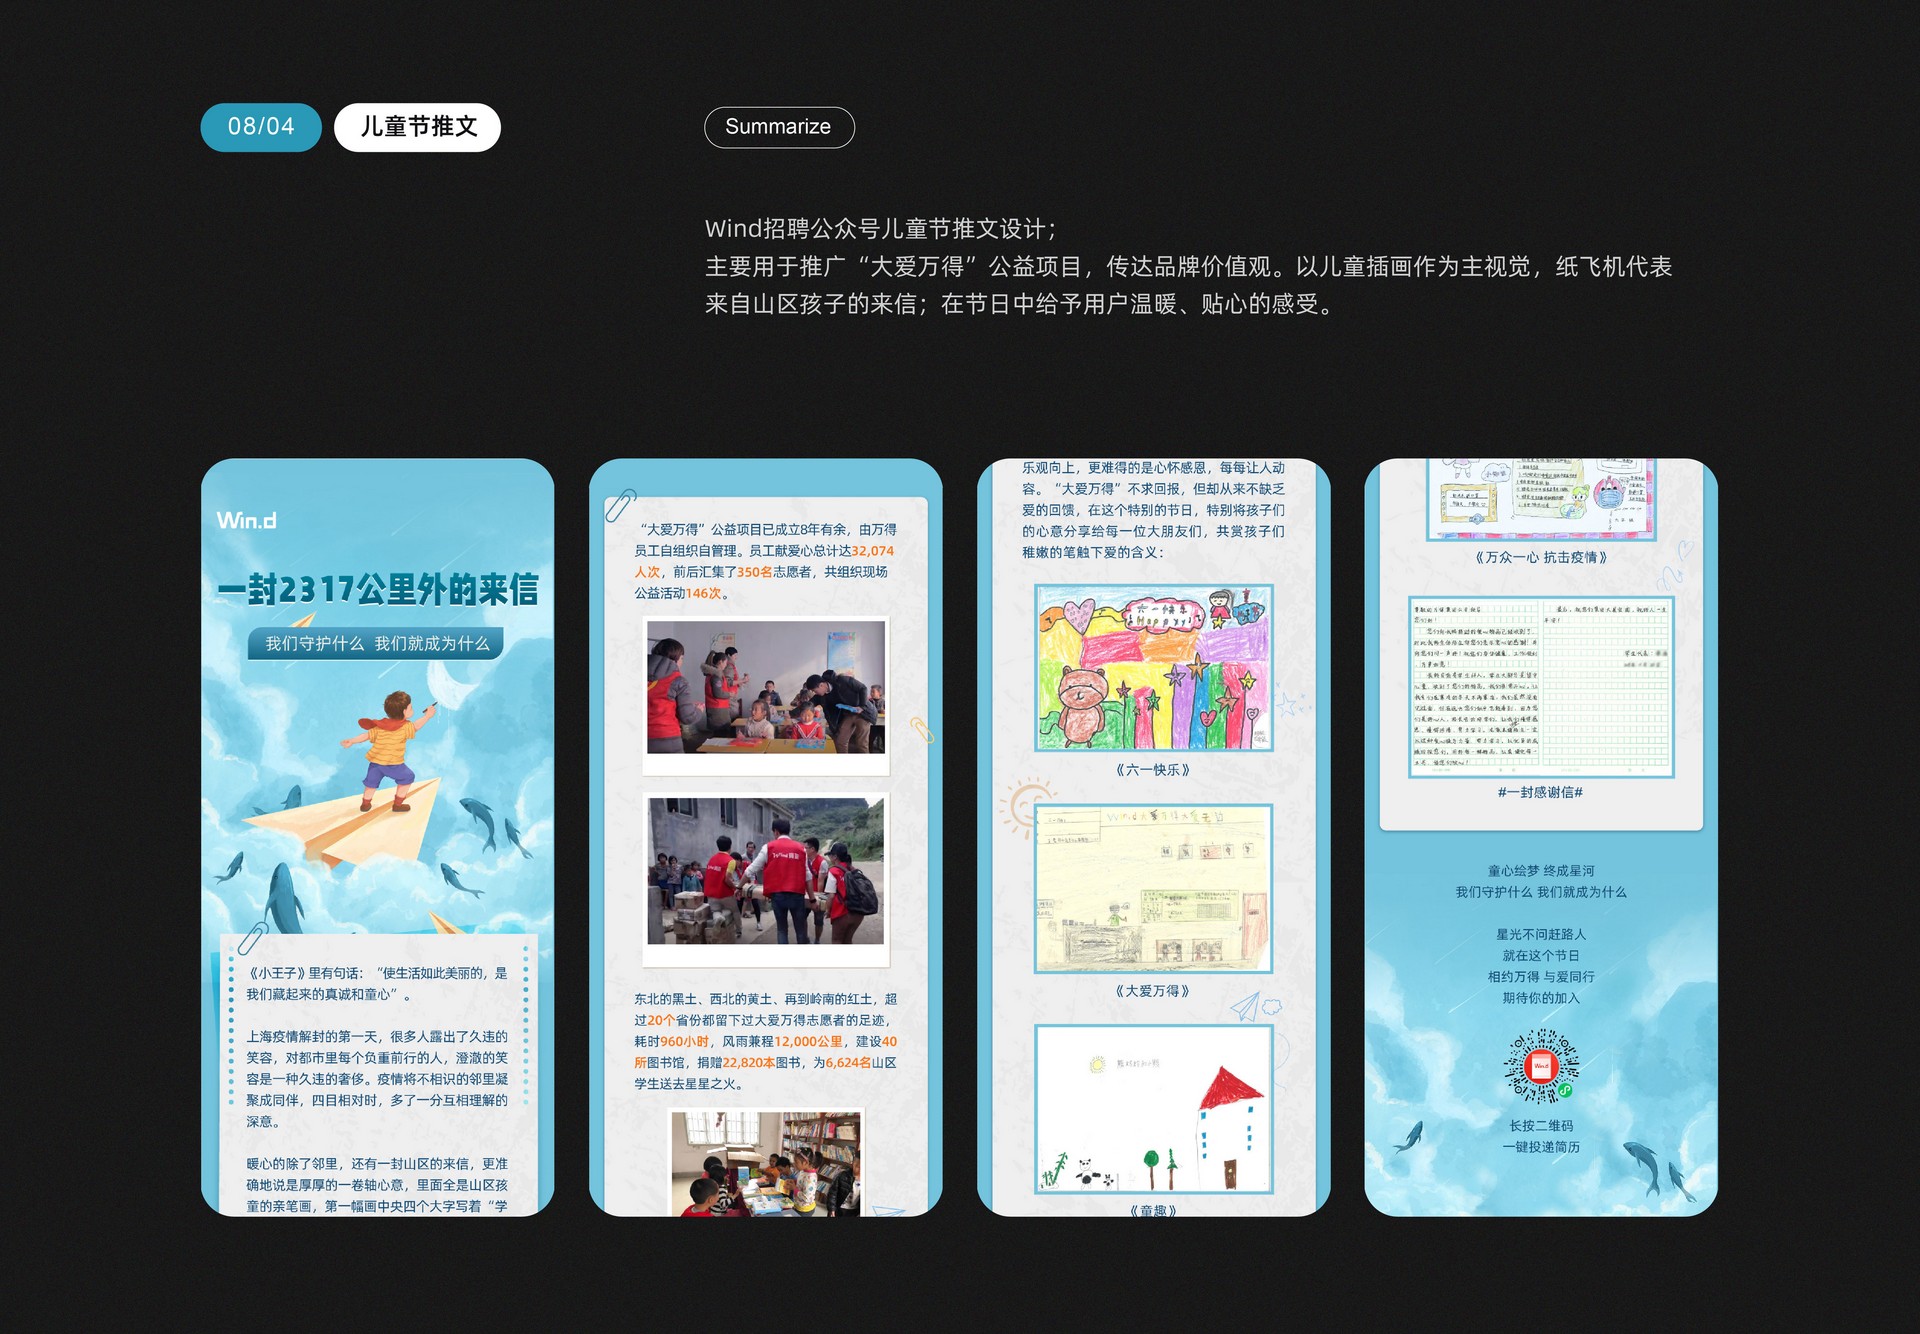 08/04
儿童节推文
Summarize
Wind招聘公众号儿童节推文设计；
主要用于推广“大爱万得”公益项目，传达品牌价值观。以儿童插画作为主视觉，纸飞机代表
来自山区孩子的来信；在节日中给予用户温暖、贴心的感受。
Win.d
一封2317公里外的来信
我们守护什么 我们就成为什么
《小王子》里有句话：“使生活如此美丽的，是
我们藏起来的真诚和童心”。
上海疫情解封的第一天，很多人露出了久违的
笑容，对都市里每个负重前行的人，澄澈的笑
容是一种久违的奢侈。疫情将不相识的邻里凝
聚成同伴，四目相对时，多了一分互相理解的
深意。
暖心的除了邻里，还有一封山区的来信，更准
确地说是厚厚的一卷轴心意，里面全是山区孩
童的亲笔画，第一幅画中央四个大字写着“学
“大爱万得”公益项目已成立8年有余，由万得
员工自组织自管理。员工献爱心总计达32,074
人次，前后汇集了350名志愿者，共组织现场
公益活动146次。
东北的黑土、西北的黄土、再到岭南的红土，超
过20个省份都留下过大爱万得志愿者的足迹，
耗时960小时，风雨兼程12,000公里，建设40
所图书馆，捐赠22,820本图书，为6,624名山区
学生送去星星之火。
乐观向上，更难得的是心怀感恩，每每让人动
容。“大爱万得”不求回报，但却从来不缺乏
爱的回馈，在这个特别的节日，特别将孩子们
的心意分享给每一位大朋友们，共赏孩子们
稚嫩的笔触下爱的含义：
六一快乐
Happy
《六一快乐》
《大爱万得》
《童趣》
《万众一心 抗击疫情》
#一封感谢信#
童心绘梦 终成星河
我们守护什么 我们就成为什么
星光不问赶路人
就在这个节日
相约万得 与爱同行
期待你的加入
Win.d
长按二维码
一键投递简历